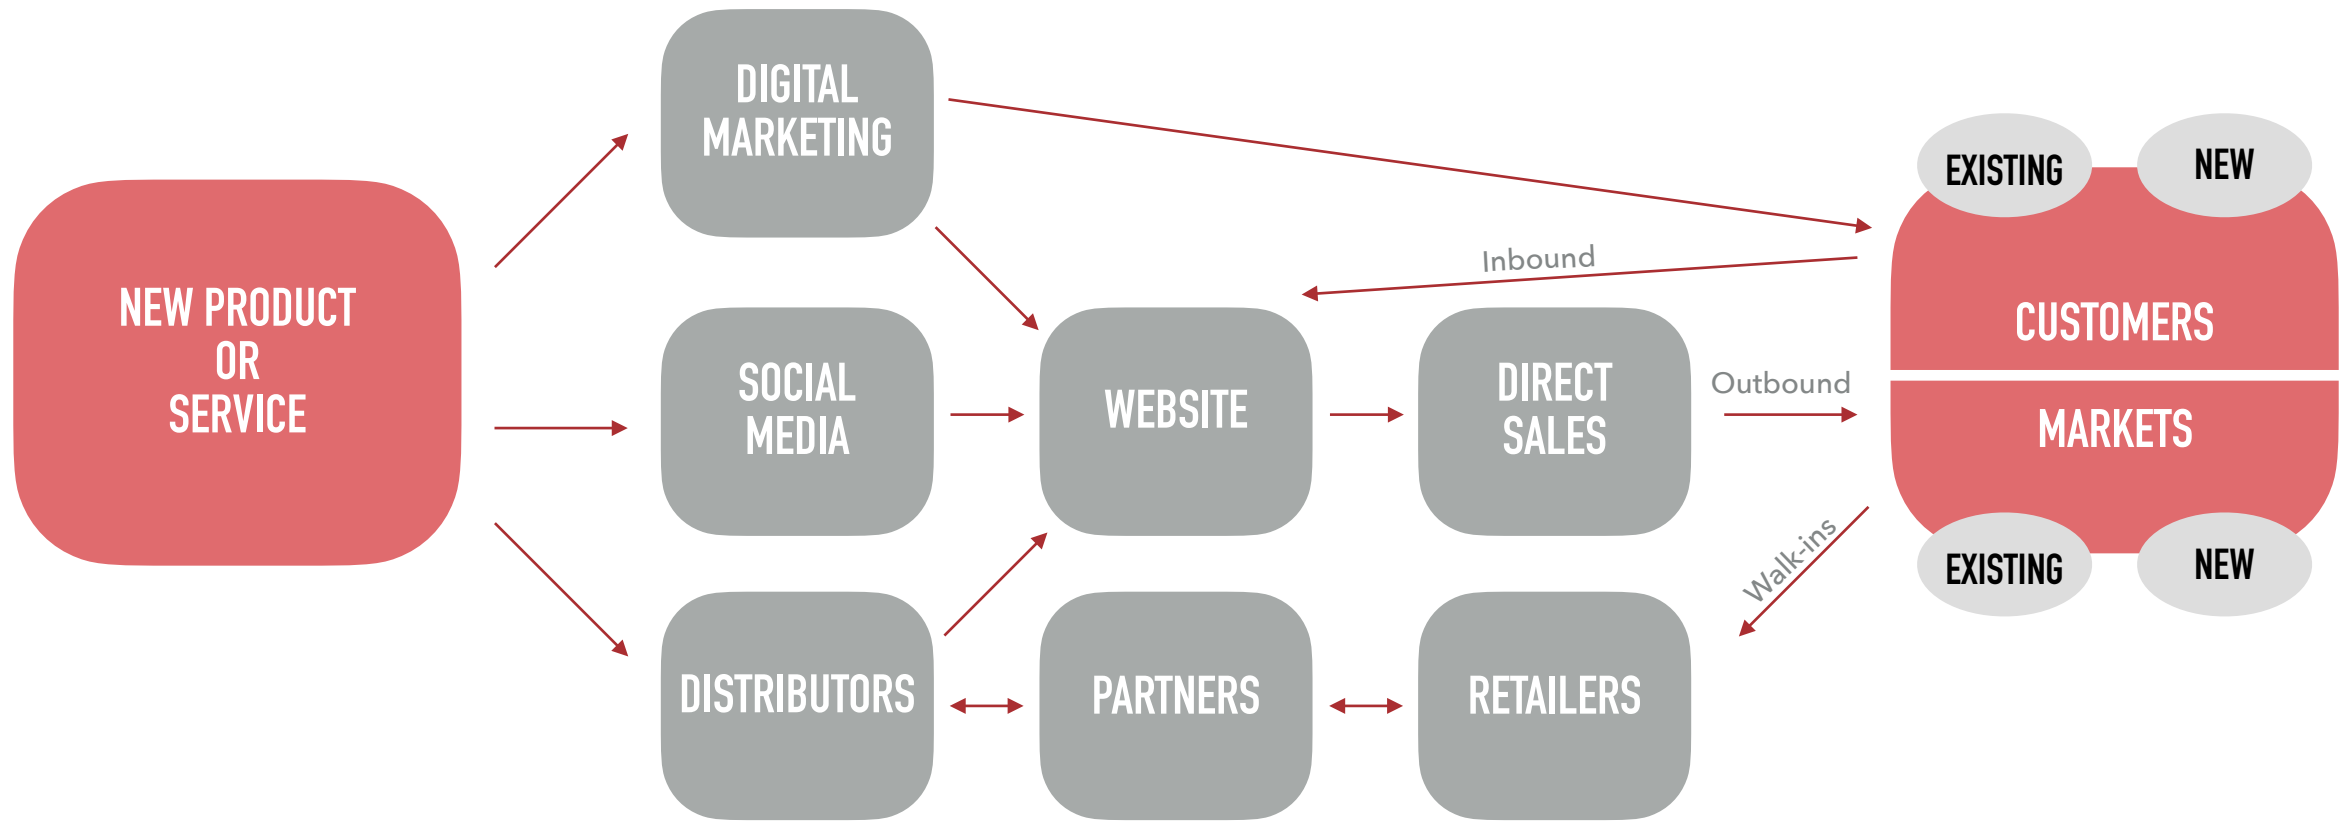 NEW PRODUCT
OR
SERVICE
DIGITAL
MARKETING
SOCIAL
MEDIA
DISTRIBUTORS
WEBSITE
PARTNERS
DIRECT
SALES
RETAILERS
Inbound
Outbound
Walk-ins
EXISTING
NEW
CUSTOMERS
MARKETS
EXISTING
NEW